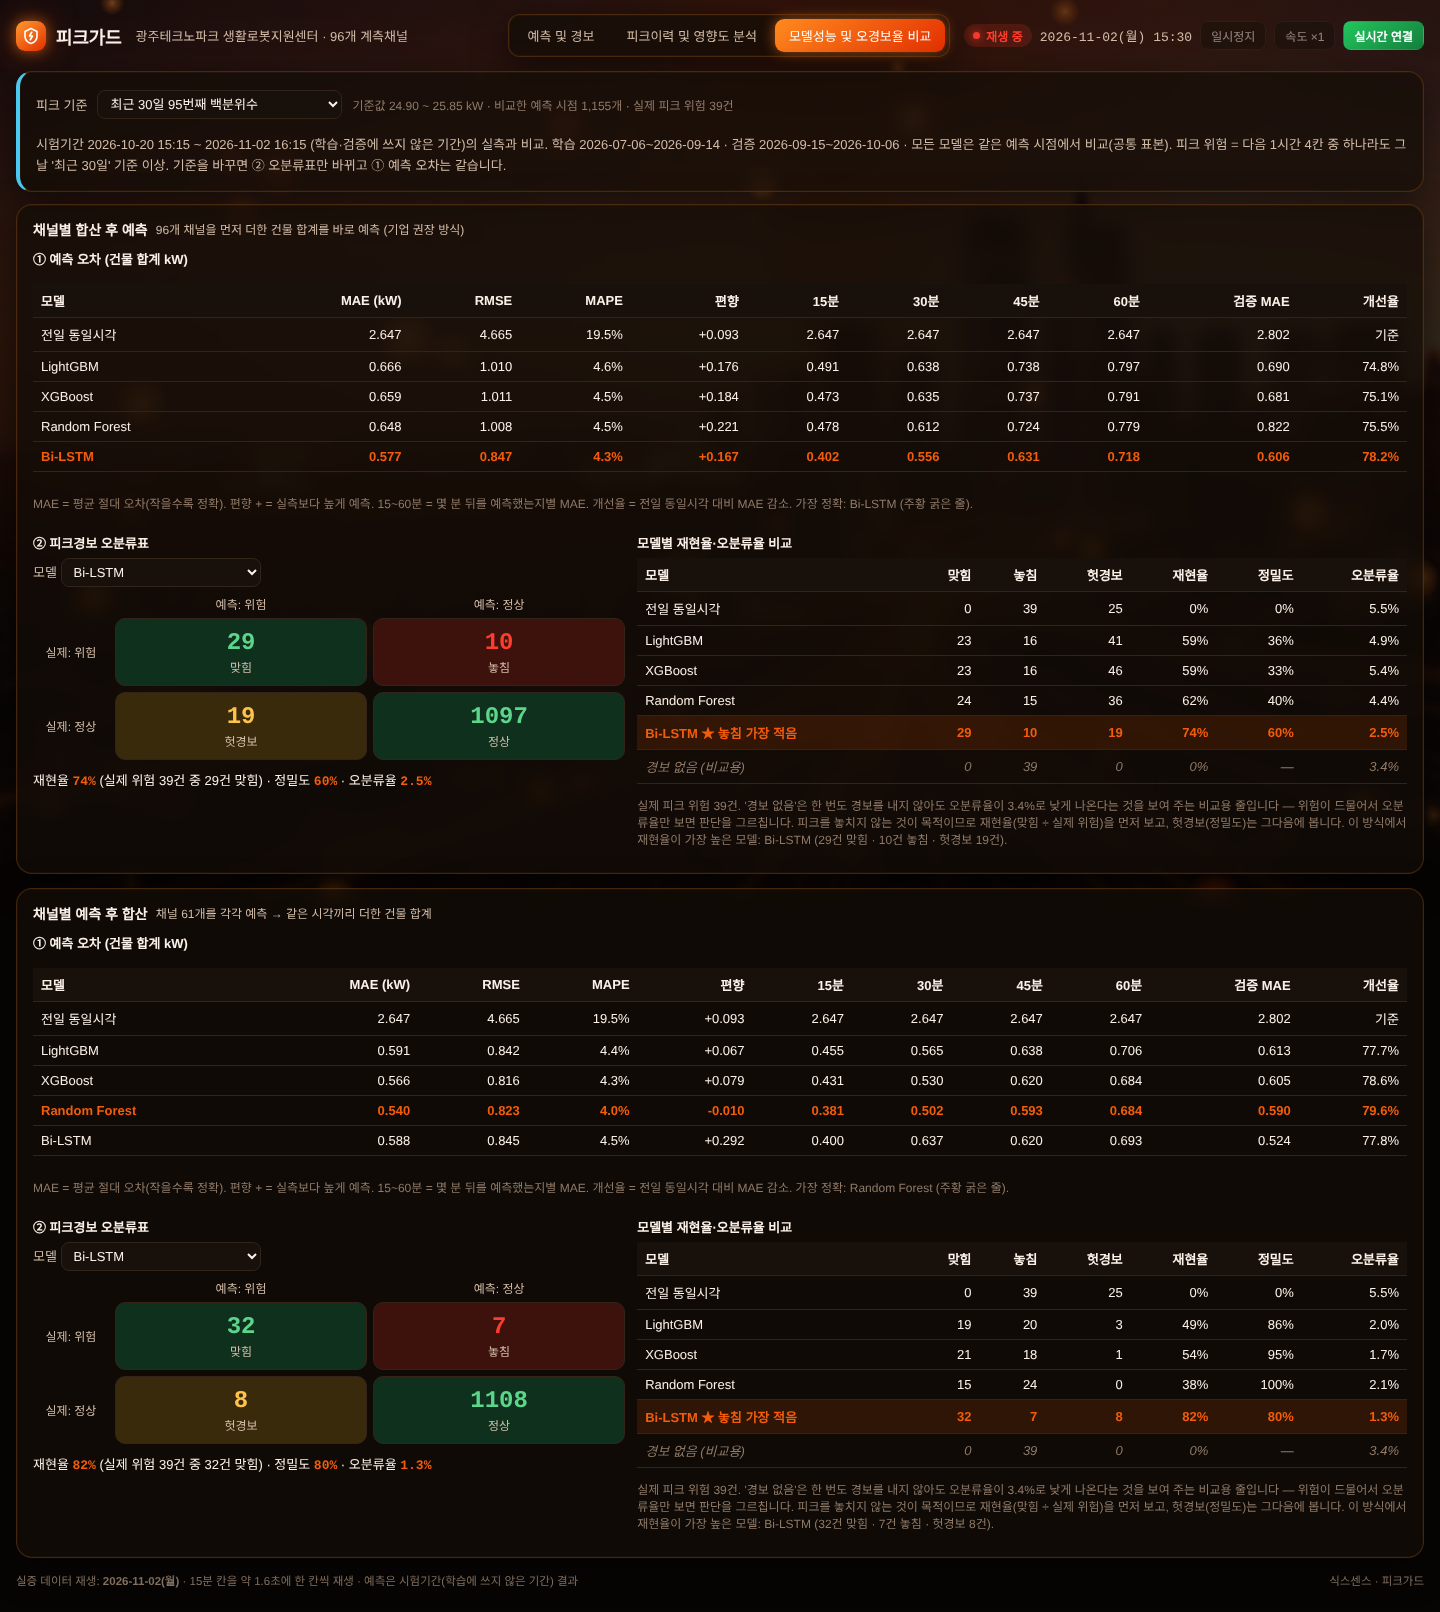 피크가드 광주테크노파크 생활로봇지원센터 · 96개 계측채널 예측 및 경보 피크이력 및 영향도 분석 모델성능 및 오경보율 비교 재생 중 2026-11-02(월) 15:30 일시정지 속도 ×1 실시간 연결
피크 기준 최근 30일 95번째 백분위수 기준값 24.90 ~ 25.85 kW · 비교한 예측 시점 1,155개 · 실제 피크 위험 39건
시험기간 2026-10-20 15:15 ~ 2026-11-02 16:15 (학습·검증에 쓰지 않은 기간)의 실측과 비교. 학습 2026-07-06~2026-09-14 · 검증 2026-09-15~2026-10-06 · 모든 모델은 같은 예측 시점에서 비교(공통 표본). 피크 위험 = 다음 1시간 4칸 중 하나라도 그
날 '최근 30일' 기준 이상. 기준을 바꾸면 ② 오분류표만 바뀌고 ① 예측 오차는 같습니다.
채널별 합산 후 예측 96개 채널을 먼저 더한 건물 합계를 바로 예측 (기업 권장 방식)
① 예측 오차 (건물 합계 kW)
모델 MAE (kW) RMSE MAPE 편향 15분 30분 45분 60분 검증 MAE 개선율
전일 동일시각 2.647 4.665 19.5% +0.093 2.647 2.647 2.647 2.647 2.802 기준
LightGBM 0.666 1.010 4.6% +0.176 0.491 0.638 0.738 0.797 0.690 74.8%
XGBoost 0.659 1.011 4.5% +0.184 0.473 0.635 0.737 0.791 0.681 75.1%
Random Forest 0.648 1.008 4.5% +0.221 0.478 0.612 0.724 0.779 0.822 75.5%
Bi-LSTM 0.577 0.847 4.3% +0.167 0.402 0.556 0.631 0.718 0.606 78.2%
MAE = 평균 절대 오차(작을수록 정확). 편향 + = 실측보다 높게 예측. 15~60분 = 몇 분 뒤를 예측했는지별 MAE. 개선율 = 전일 동일시각 대비 MAE 감소. 가장 정확: Bi-LSTM (주황 굵은 줄).
② 피크경보 오분류표
모델 Bi-LSTM
예측: 위험 예측: 정상
실제: 위험 29 맞힘 10 놓침
실제: 정상 19 헛경보 1097 정상
재현율 74% (실제 위험 39건 중 29건 맞힘) · 정밀도 60% · 오분류율 2.5%
모델별 재현율·오분류율 비교
모델 맞힘 놓침 헛경보 재현율 정밀도 오분류율
전일 동일시각 0 39 25 0% 0% 5.5%
LightGBM 23 16 41 59% 36% 4.9%
XGBoost 23 16 46 59% 33% 5.4%
Random Forest 24 15 36 62% 40% 4.4%
Bi-LSTM ★ 놓침 가장 적음 29 10 19 74% 60% 2.5%
경보 없음 (비교용) 0 39 0 0% — 3.4%
실제 피크 위험 39건. '경보 없음'은 한 번도 경보를 내지 않아도 오분류율이 3.4%로 낮게 나온다는 것을 보여 주는 비교용 줄입니다 — 위험이 드물어서 오분
류율만 보면 판단을 그르칩니다. 피크를 놓치지 않는 것이 목적이므로 재현율(맞힘 ÷ 실제 위험)을 먼저 보고, 헛경보(정밀도)는 그다음에 봅니다. 이 방식에서
재현율이 가장 높은 모델: Bi-LSTM (29건 맞힘 · 10건 놓침 · 헛경보 19건).
채널별 예측 후 합산 채널 61개를 각각 예측 → 같은 시각끼리 더한 건물 합계
① 예측 오차 (건물 합계 kW)
모델 MAE (kW) RMSE MAPE 편향 15분 30분 45분 60분 검증 MAE 개선율
전일 동일시각 2.647 4.665 19.5% +0.093 2.647 2.647 2.647 2.647 2.802 기준
LightGBM 0.591 0.842 4.4% +0.067 0.455 0.565 0.638 0.706 0.613 77.7%
XGBoost 0.566 0.816 4.3% +0.079 0.431 0.530 0.620 0.684 0.605 78.6%
Random Forest 0.540 0.823 4.0% -0.010 0.381 0.502 0.593 0.684 0.590 79.6%
Bi-LSTM 0.588 0.845 4.5% +0.292 0.400 0.637 0.620 0.693 0.524 77.8%
MAE = 평균 절대 오차(작을수록 정확). 편향 + = 실측보다 높게 예측. 15~60분 = 몇 분 뒤를 예측했는지별 MAE. 개선율 = 전일 동일시각 대비 MAE 감소. 가장 정확: Random Forest (주황 굵은 줄).
② 피크경보 오분류표
모델 Bi-LSTM
예측: 위험 예측: 정상
실제: 위험 32 맞힘 7 놓침
실제: 정상 8 헛경보 1108 정상
재현율 82% (실제 위험 39건 중 32건 맞힘) · 정밀도 80% · 오분류율 1.3%
모델별 재현율·오분류율 비교
모델 맞힘 놓침 헛경보 재현율 정밀도 오분류율
전일 동일시각 0 39 25 0% 0% 5.5%
LightGBM 19 20 3 49% 86% 2.0%
XGBoost 21 18 1 54% 95% 1.7%
Random Forest 15 24 0 38% 100% 2.1%
Bi-LSTM ★ 놓침 가장 적음 32 7 8 82% 80% 1.3%
경보 없음 (비교용) 0 39 0 0% — 3.4%
실제 피크 위험 39건. '경보 없음'은 한 번도 경보를 내지 않아도 오분류율이 3.4%로 낮게 나온다는 것을 보여 주는 비교용 줄입니다 — 위험이 드물어서 오분
류율만 보면 판단을 그르칩니다. 피크를 놓치지 않는 것이 목적이므로 재현율(맞힘 ÷ 실제 위험)을 먼저 보고, 헛경보(정밀도)는 그다음에 봅니다. 이 방식에서
재현율이 가장 높은 모델: Bi-LSTM (32건 맞힘 · 7건 놓침 · 헛경보 8건).
실증 데이터 재생: 2026-11-02(월) · 15분 칸을 약 1.6초에 한 칸씩 재생 · 예측은 시험기간(학습에 쓰지 않은 기간) 결과 식스센스 · 피크가드